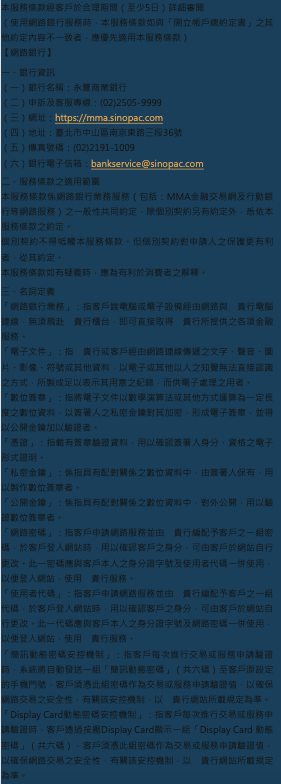 本服務條款經客戶於合理期間（至少5日）詳細審閱
（使用網路銀行服務時，本服務條款如與「開立帳戶總約定書」之其
他約定內容不一致者，應優先適用本服務條款）
【網路銀行】
一、銀行資訊
（一）銀行名稱：永豐商業銀行
（二）申訴及客服專線：(02)2505-9999
（三）網址：https://mma.sinopac.com
（四）地址：臺北市中山區南京東路三段36號
（五）傳真號碼：(02)2191-1009
（六）銀行電子信箱：bankservice@sinopac.com
二、服務條款之適用範圍
本服務條款係網路銀行業務服務（包括：MMA金融交易網及行動銀
行等網路服務）之一般性共同約定，除個別契約另有約定外，悉依本
服務條款之約定。
個別契約不得牴觸本服務條款。但個別契約對申請人之保護更有利
者，從其約定。
本服務條款如有疑義時，應為有利於消費者之解釋。
三、名詞定義
「網路銀行業務」：指客戶端電腦或電子設備經由網路與 貴行電腦
連線，無須親赴 貴行櫃台，即可直接取得 貴行所提供之各項金融
服務。
「電子文件」：指 貴行或客戶經由網路連線傳遞之文字、聲音、圖
片、影像、符號或其他資料，以電子或其他以人之知覺無法直接認識
之方式，所製成足以表示其用意之紀錄，而供電子處理之用者。
「數位簽章」：指將電子文件以數學演算法或其他方式運算為一定長
度之數位資料，以簽署人之私密金鑰對其加密，形成電子簽章，並得
以公開金鑰加以驗證者。
「憑證」：指載有簽章驗證資料，用以確認簽署人身分、資格之電子
形式證明。
「私密金鑰」：係指具有配對關係之數位資料中，由簽署人保有，用
以製作數位簽章者。
「公開金鑰」：係指具有配對關係之數位資料中，對外公開，用以驗
證數位簽章者。
「網路密碼」：指客戶申請網路服務並由 貴行編配予客戶之一組密
碼，於客戶登入網站時，用以確認客戶之身分，可由客戶於網站自行
更改。此一密碼應與客戶本人之身分證字號及使用者代碼一併使用，
以便登入網站，使用 貴行服務。
「使用者代碼」：指客戶申請網路服務並由 貴行編配予客戶之一組
代碼，於客戶登入網站時，用以確認客戶之身分，可由客戶於網站自
行更改。此一代碼應與客戶本人之身分證字號及網路密碼一併使用，
以便登入網站，使用 貴行服務。
「簡訊動態密碼安控機制」：指客戶每次進行交易或服務申請驗證
時，系統將自動發送一組「簡訊動態密碼」（共六碼）至客戶原設定
的手機門號，客戶須憑此組密碼作為交易或服務申請驗證值，以確保
網路交易之安全性，有關該安控機制，以 貴行網站所載規定為準。
「Display Card動態密碼安控機制」：指客戶每次進行交易或服務申
請驗證時，客戶應請按壓Display Card顯示一組「Display Card 動態
密碼」（共六碼），客戶須憑此組密碼作為交易或服務申請驗證值，
以確保網路交易之安全性，有關該安控機制，以 貴行網站所載規定
為準。